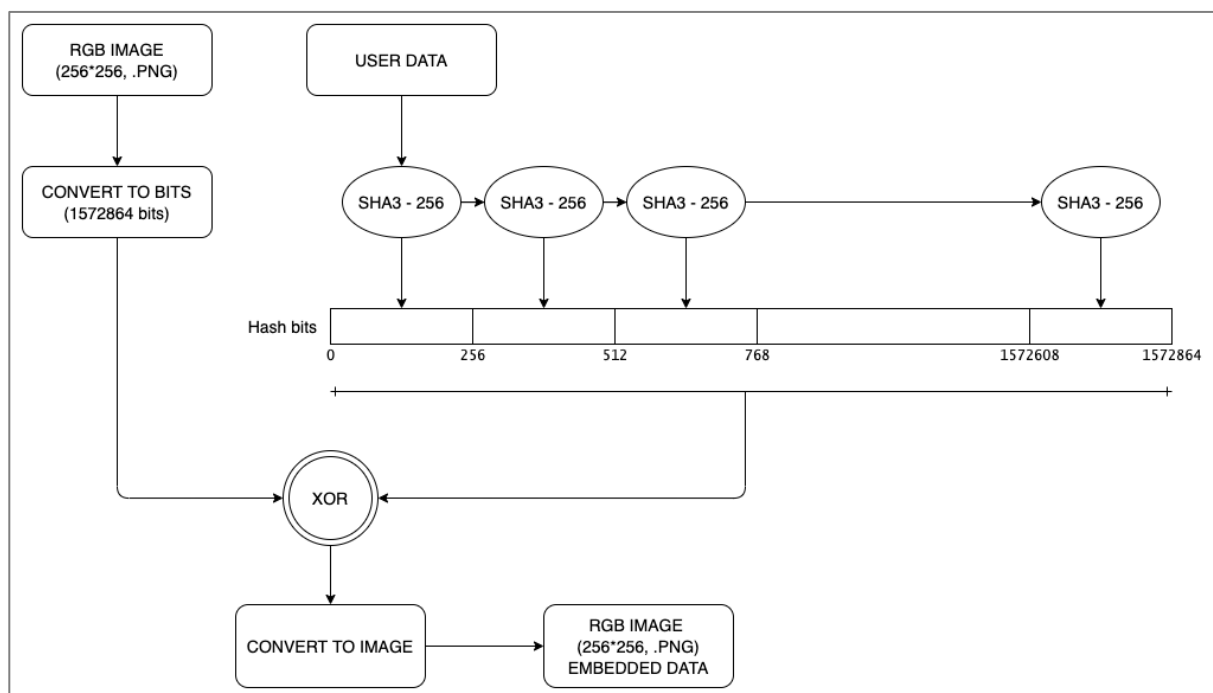 RGB IMAGE
(256*256, .PNG)
USER DATA
CONVERT TO BITS
(1572864 bits)
SHA3 - 256
SHA3 - 256
SHA3 - 256
SHA3 - 256
Hash bits
0
256
512
768
1572608
1572864
XOR
CONVERT TO IMAGE
RGB IMAGE
(256*256, .PNG)
EMBEDDED DATA